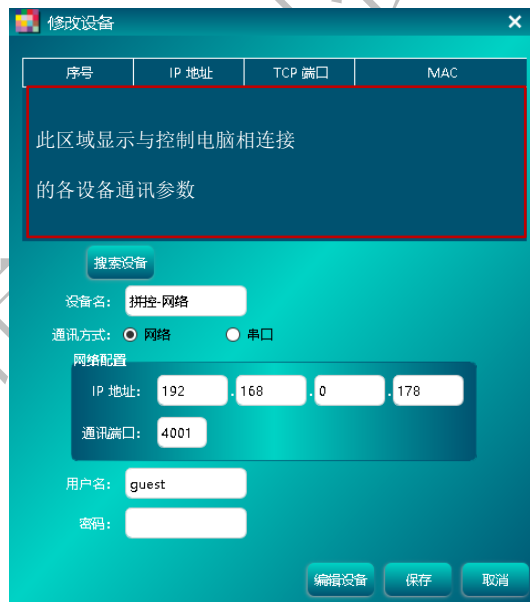 修改设备
序号 IP 地址 TCP 端口 MAC
此区域显示与控制电脑相连接
的各设备通讯参数
搜索设备
设备名: 拼控-网络
通讯方式: 网络 串口
网络配置
IP 地址: 192 . 168 . 0 . 178
通讯端口: 4001
用户名: guest
密码:
编辑设备 保存 取消